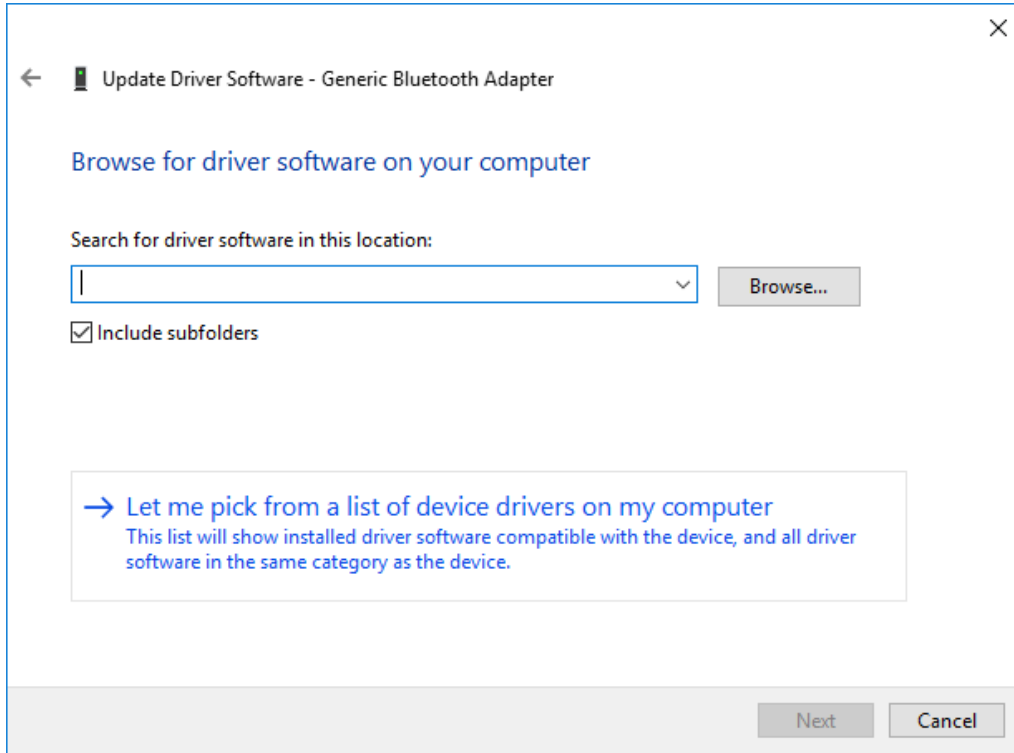 Update Driver Software - Generic Bluetooth Adapter
Browse for driver software on your computer
Search for driver software in this location:
Browse...
Include subfolders
Let me pick from a list of device drivers on my computer
This list will show installed driver software compatible with the device, and all driver
software in the same category as the device.
Next
Cancel